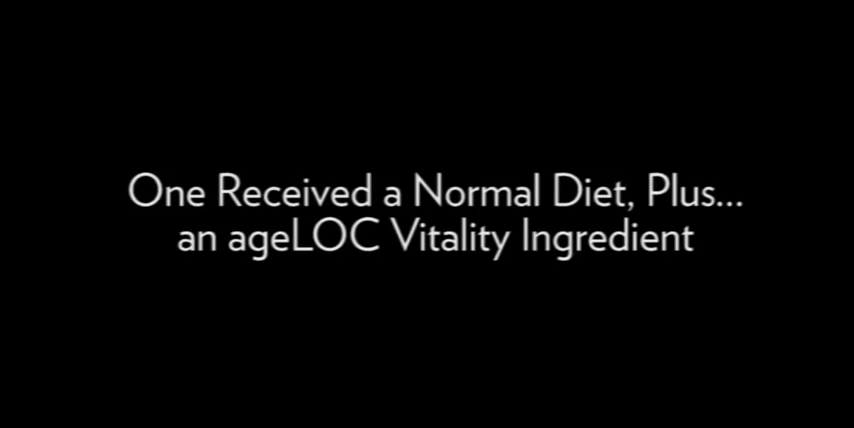 One Received a Normal Diet, Plus...
an ageLOC Vitality Ingredient